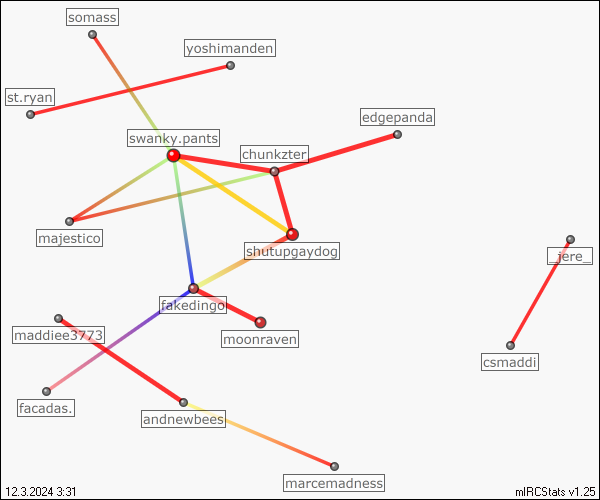 somass
yoshimanden
st.ryan
edgepanda
swanky.pants
chunkzter
majestico
shutupgaydog
_jere_
fakedingo
maddiee3773
moonraven
csmaddi
facadas.
andnewbees
marcemadness
12.3.2024 3:31
mIRCStats v1.25